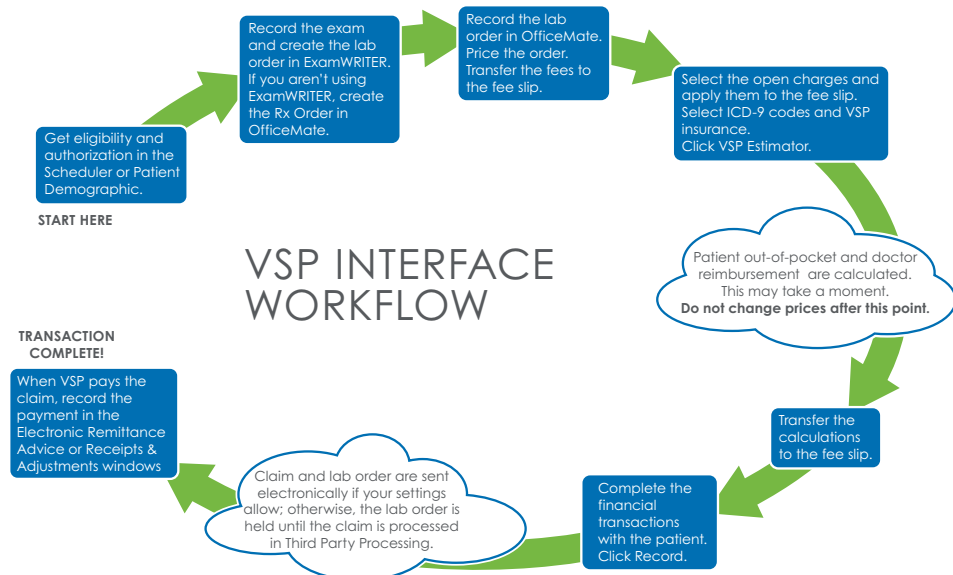 Get eligibility and
authorization in the
Scheduler or Patient
Demographic.
START HERE
Record the exam
and create the lab
order in ExamWRITER.
If you aren't using
ExamWRITER, create
the Rx Order in
OfficeMate.
Record the lab
order in OfficeMate.
Price the order.
Transfer the fees to
the fee slip.
Select the open charges and
apply them to the fee slip.
Select ICD-9 codes and VSP
insurance.
Click VSP Estimator.
VSP INTERFACE
WORKFLOW
Patient out-of-pocket and doctor
reimbursement are calculated.
This may take a moment.
Do not change prices after this point.
Transfer the
calculations
to the fee slip.
Complete the
financial
transactions
with the patient.
Click Record.
Claim and lab order are sent
electronically if your settings
allow; otherwise, the lab order is
held until the claim is processed
in Third Party Processing.
TRANSACTION
COMPLETE!
When VSP pays the
claim, record the
payment in the
Electronic Remittance
Advice or Receipts &
Adjustments windows